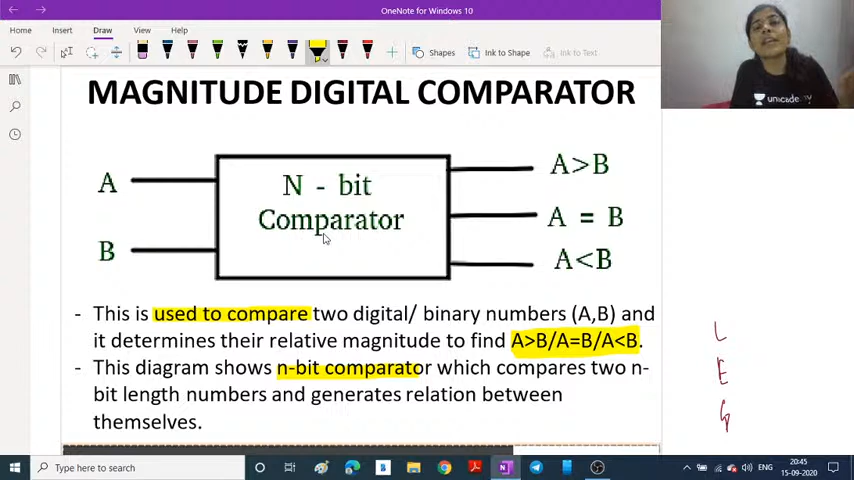 OneNote for Windows 10
Home Insert Draw View Help
Shapes Ink to Shape Ink to Text
MAGNITUDE DIGITAL COMPARATOR
A
B
N - bit
Comparator
A>B
A = B
A<B
- This is used to compare two digital/ binary numbers (A,B) and
it determines their relative magnitude to find A>B/A=B/A<B.
- This diagram shows n-bit comparator which compares two n-
bit length numbers and generates relation between
themselves.
L
E
G
unacademy
Type here to search
ENG
20:45
15-09-2020